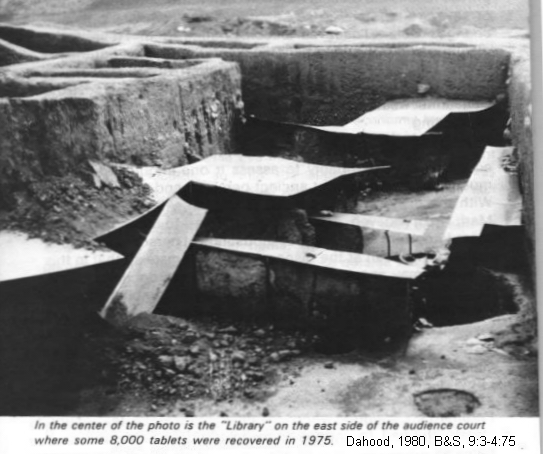 In the center of the photo is the "Library" on the east side of the audience court
where some 8,000 tablets were recovered in 1975. Dahood, 1980, B&S, 9:3-4:75